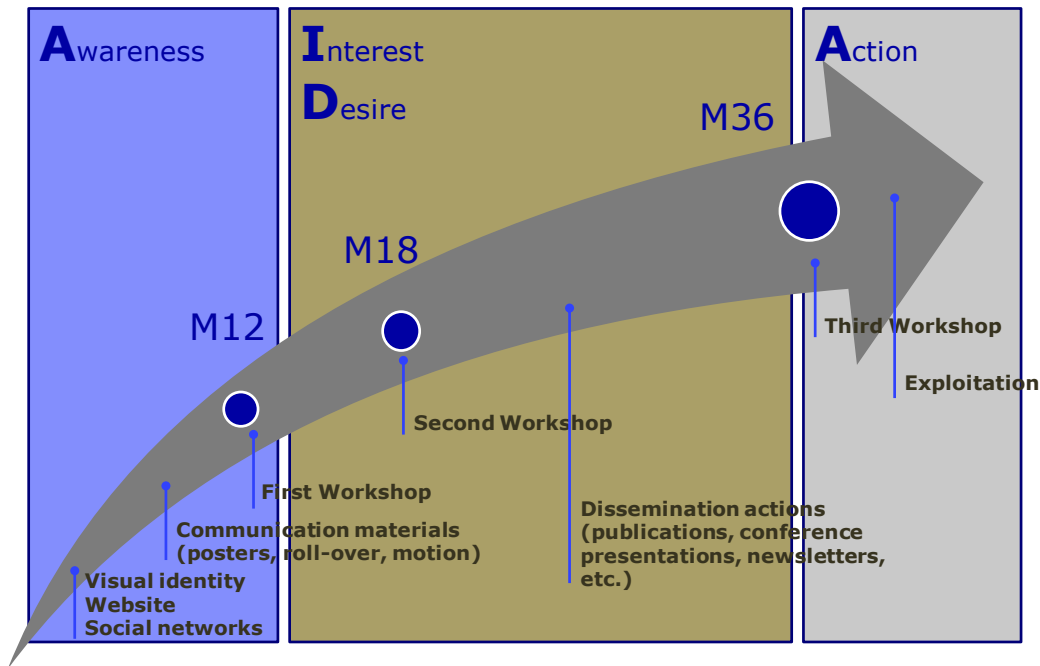 Awareness
Interest
Desire
Action
M36
M18
M12
Third Workshop
Exploitation
Second Workshop
First Workshop
Communication materials
(posters, roll-over, motion)
Dissemination actions
(publications, conference
presentations, newsletters,
etc.)
Visual identity
Website
Social networks